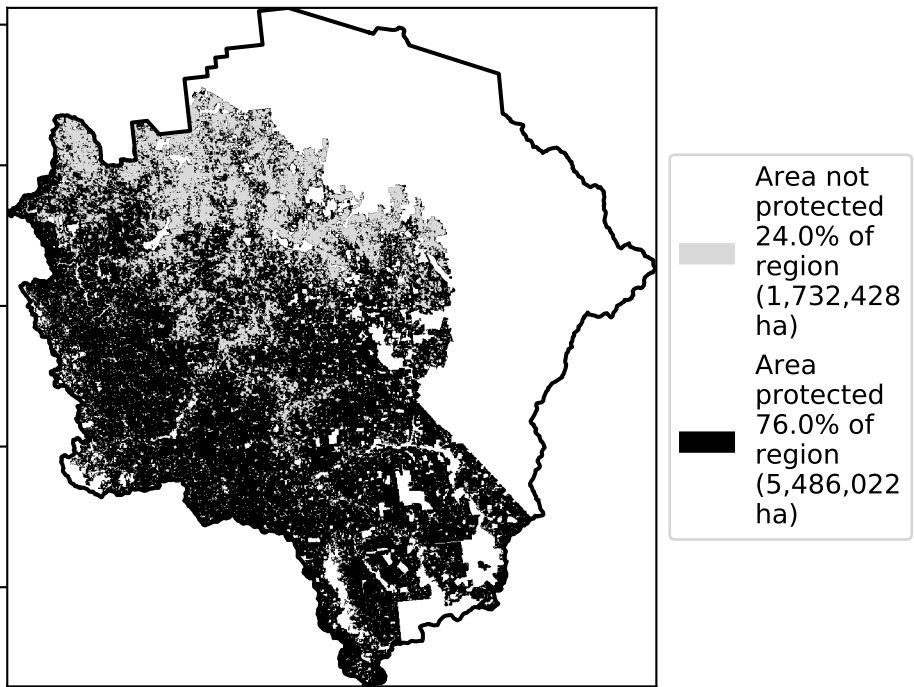 Area not
protected
24.0% of
region
(1,732,428
ha)
Area
protected
76.0% of
region
(5,486,022
ha)